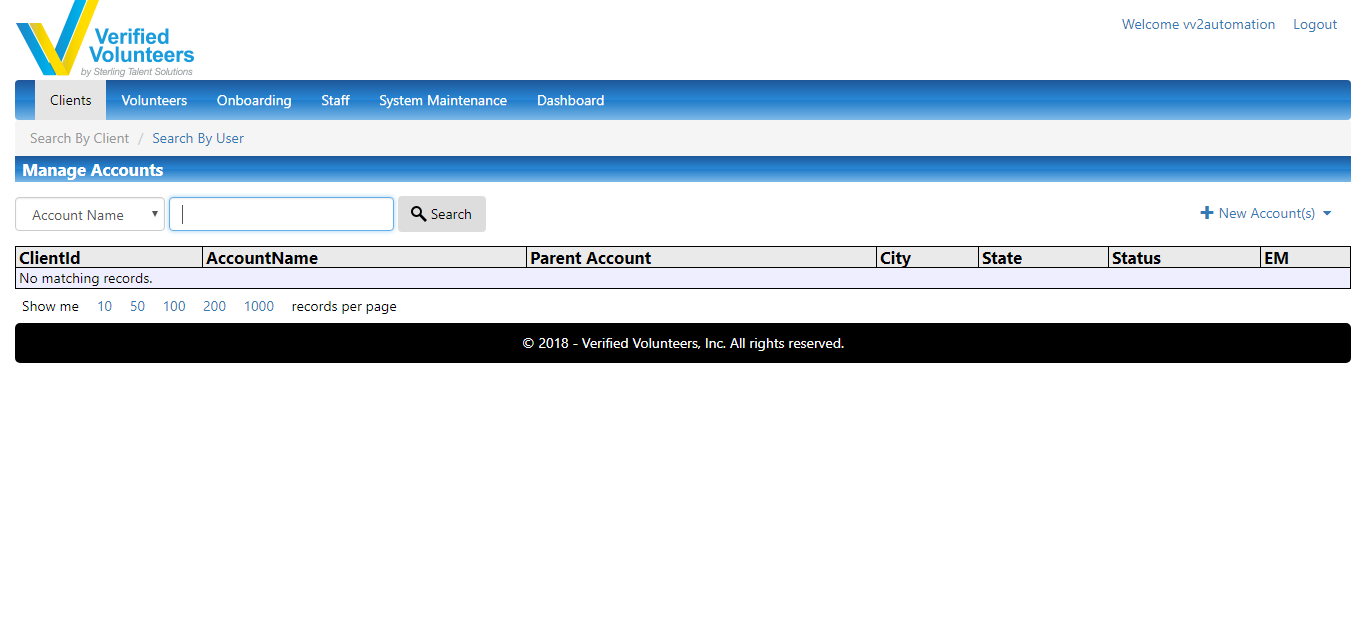 Verified
Volunteers
by Sterling Talent Solutions
Welcome vv2automation Logout
Clients Volunteers Onboarding Staff System Maintenance Dashboard
Search By Client / Search By User
Manage Accounts
Account Name Search New Account(s)
ClientId AccountName Parent Account City State Status EM
No matching records.
Show me 10 50 100 200 1000 records per page
© 2018 - Verified Volunteers, Inc. All rights reserved.